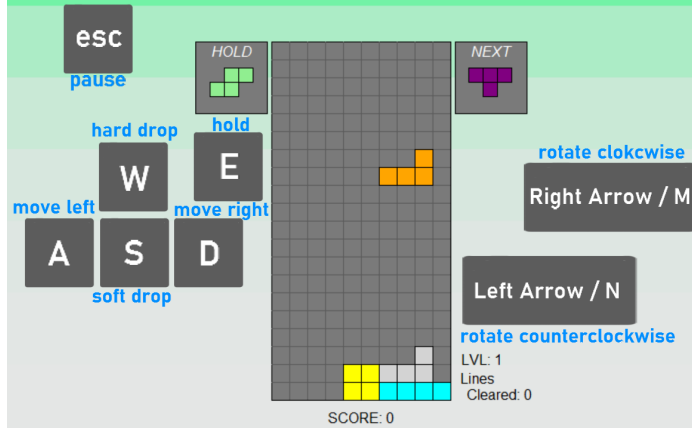 esc
pause
HOLD
NEXT
hard drop
hold
W
E
rotate clokcwise
Right Arrow / M
move left
move right
A
S
D
soft drop
Left Arrow / N
rotate counterclockwise
LVL: 1
Lines
Cleared: 0
SCORE: 0